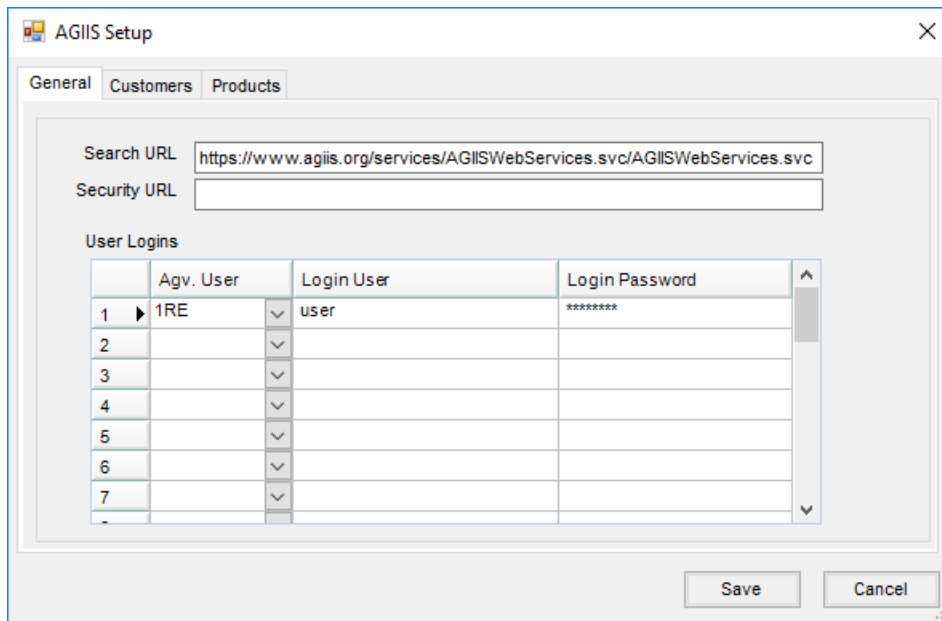 AGIIS Setup
General Customers Products
Search URL https://www.agiis.org/services/AGIISWebServices.svc/AGIISWebServices.svc
Security URL
User Logins
Agv. User Login User Login Password
1 1RE user ********
2
3
4
5
6
7
Save Cancel